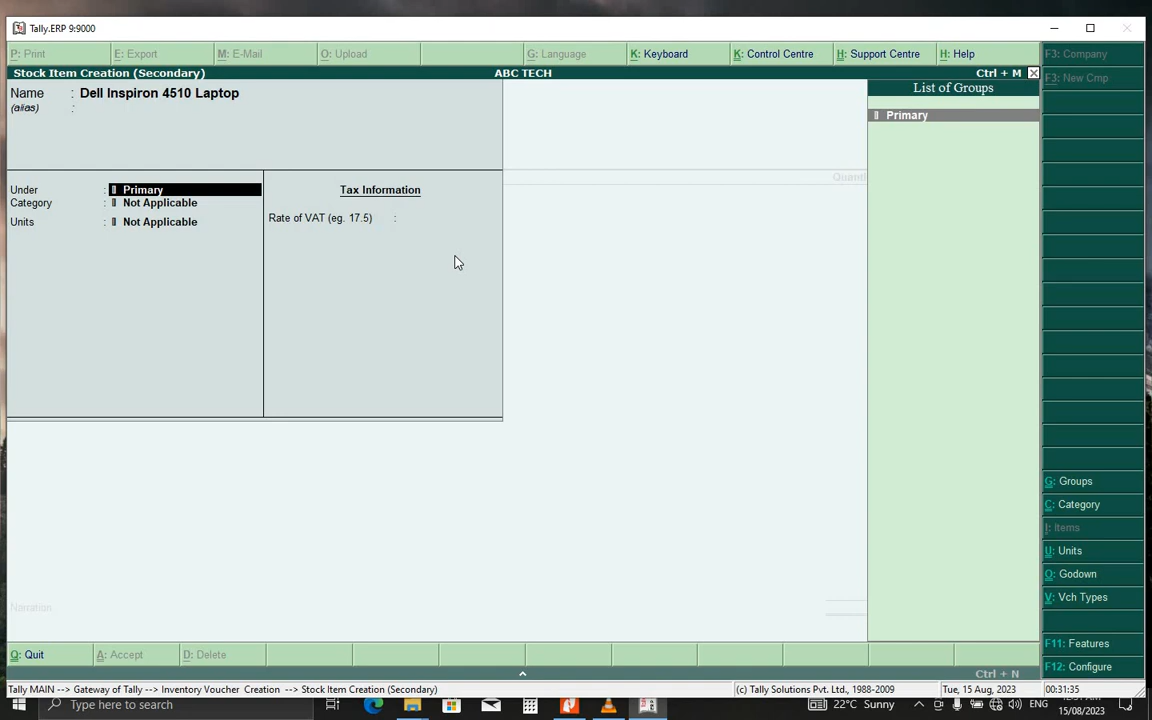 Tally.ERP 9:9000
P: Print
E: Export
M: E-Mail
O: Upload
G: Language
K: Keyboard
K: Control Centre
H: Support Centre
H: Help
F3: Company
F3: New Cmp
Stock Item Creation (Secondary)
ABC TECH
Ctrl + M
List of Groups
Name : Dell Inspiron 4510 Laptop
(alias) :
Primary
Under : Primary
Category : Not Applicable
Units : Not Applicable
Tax Information
Rate of VAT (eg. 17.5) :
Quanti
G: Groups
C: Category
I: Items
U: Units
O: Godown
V: Vch Types
F11: Features
F12: Configure
Narration
Q: Quit
A: Accept
D: Delete
Ctrl + N
Tally MAIN --> Gateway of Tally --> Inventory Voucher Creation --> Stock Item Creation (Secondary)
(c) Tally Solutions Pvt. Ltd., 1988-2009
Tue, 15 Aug, 2023
00:31:35
Type here to search
22°C Sunny
ENG
15/08/2023